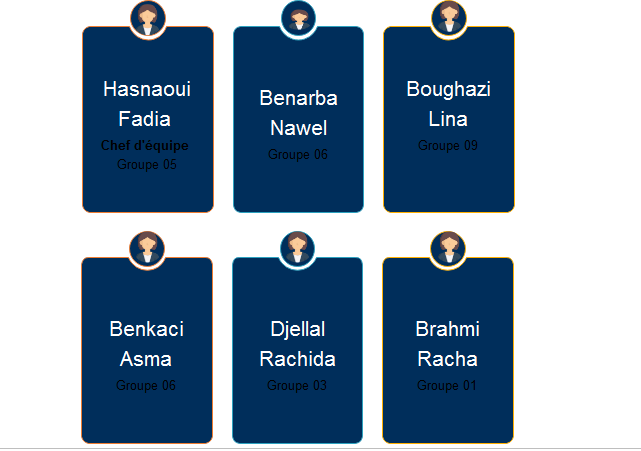 Hasnaoui
Fadia
Chef d'équipe
Groupe 05
Benarba
Nawel
Groupe 06
Boughazi
Lina
Groupe 09
Benkaci
Asma
Groupe 06
Djellal
Rachida
Groupe 03
Brahmi
Racha
Groupe 01